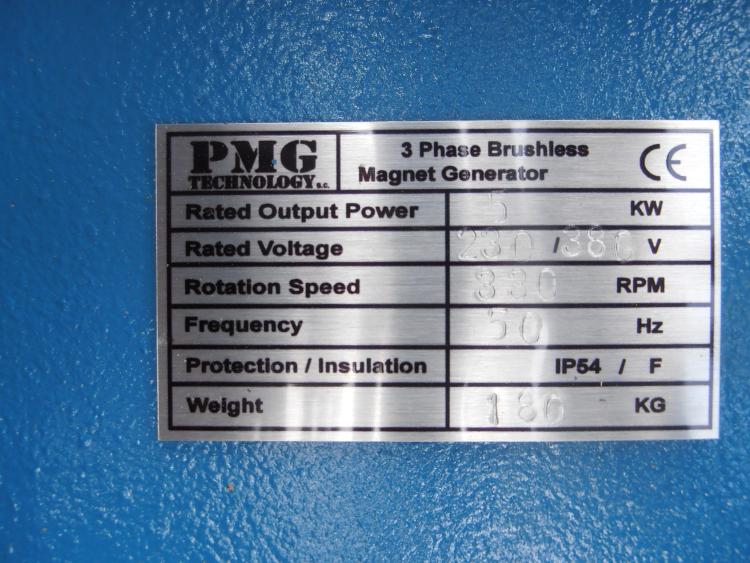 PMG
TECHNOLOGY s.c.
3 Phase Brushless
Magnet Generator
CE
Rated Output Power 5 KW
Rated Voltage 230 / 380 V
Rotation Speed RPM
Frequency 50 Hz
Protection / Insulation IP54 / F
Weight 180 KG